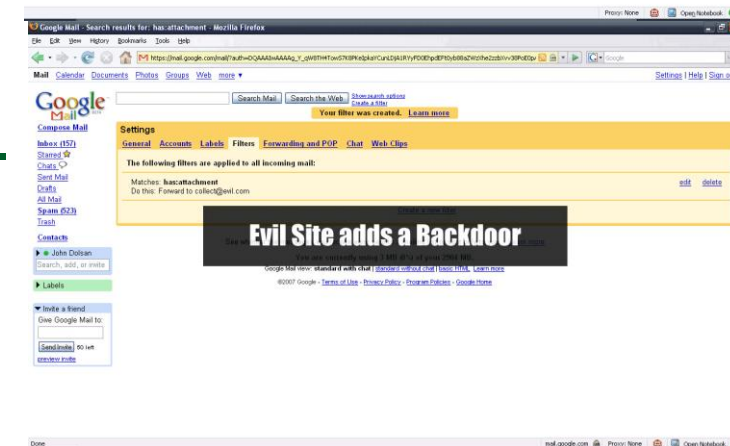 Proxy: None Open Notebook
Google Mail - Search results for: has:attachment - Mozilla Firefox
File Edit View History Bookmarks Tools Help
Mail Calendar Documents Photos Groups Web more ▼
Settings | Help | Sign o
Google Mail BETA
Search Mail Search the Web Show search options
Create a filter
Your filter was created. Learn more
Compose Mail
Inbox (157)
Starred
Chats
Sent Mail
Drafts
All Mail
Spam (523)
Trash
Contacts
John Dolsan
Search, add, or invite
Labels
Invite a friend
Give Google Mail to:
Send Invite 50 left
preview invite
Settings
General Accounts Labels Filters Forwarding and POP Chat Web Clips
The following filters are applied to all incoming mail:
Matches: has:attachment edit delete
Do this: Forward to collect@evil.com
Evil Site adds a Backdoor
Google Mail view: standard with chat | standard without chat | basic HTML Learn more
©2007 Google - Terms of Use - Privacy Policy - Program Policies - Google Home
Done mail.google.com Proxy: None Open Notebook